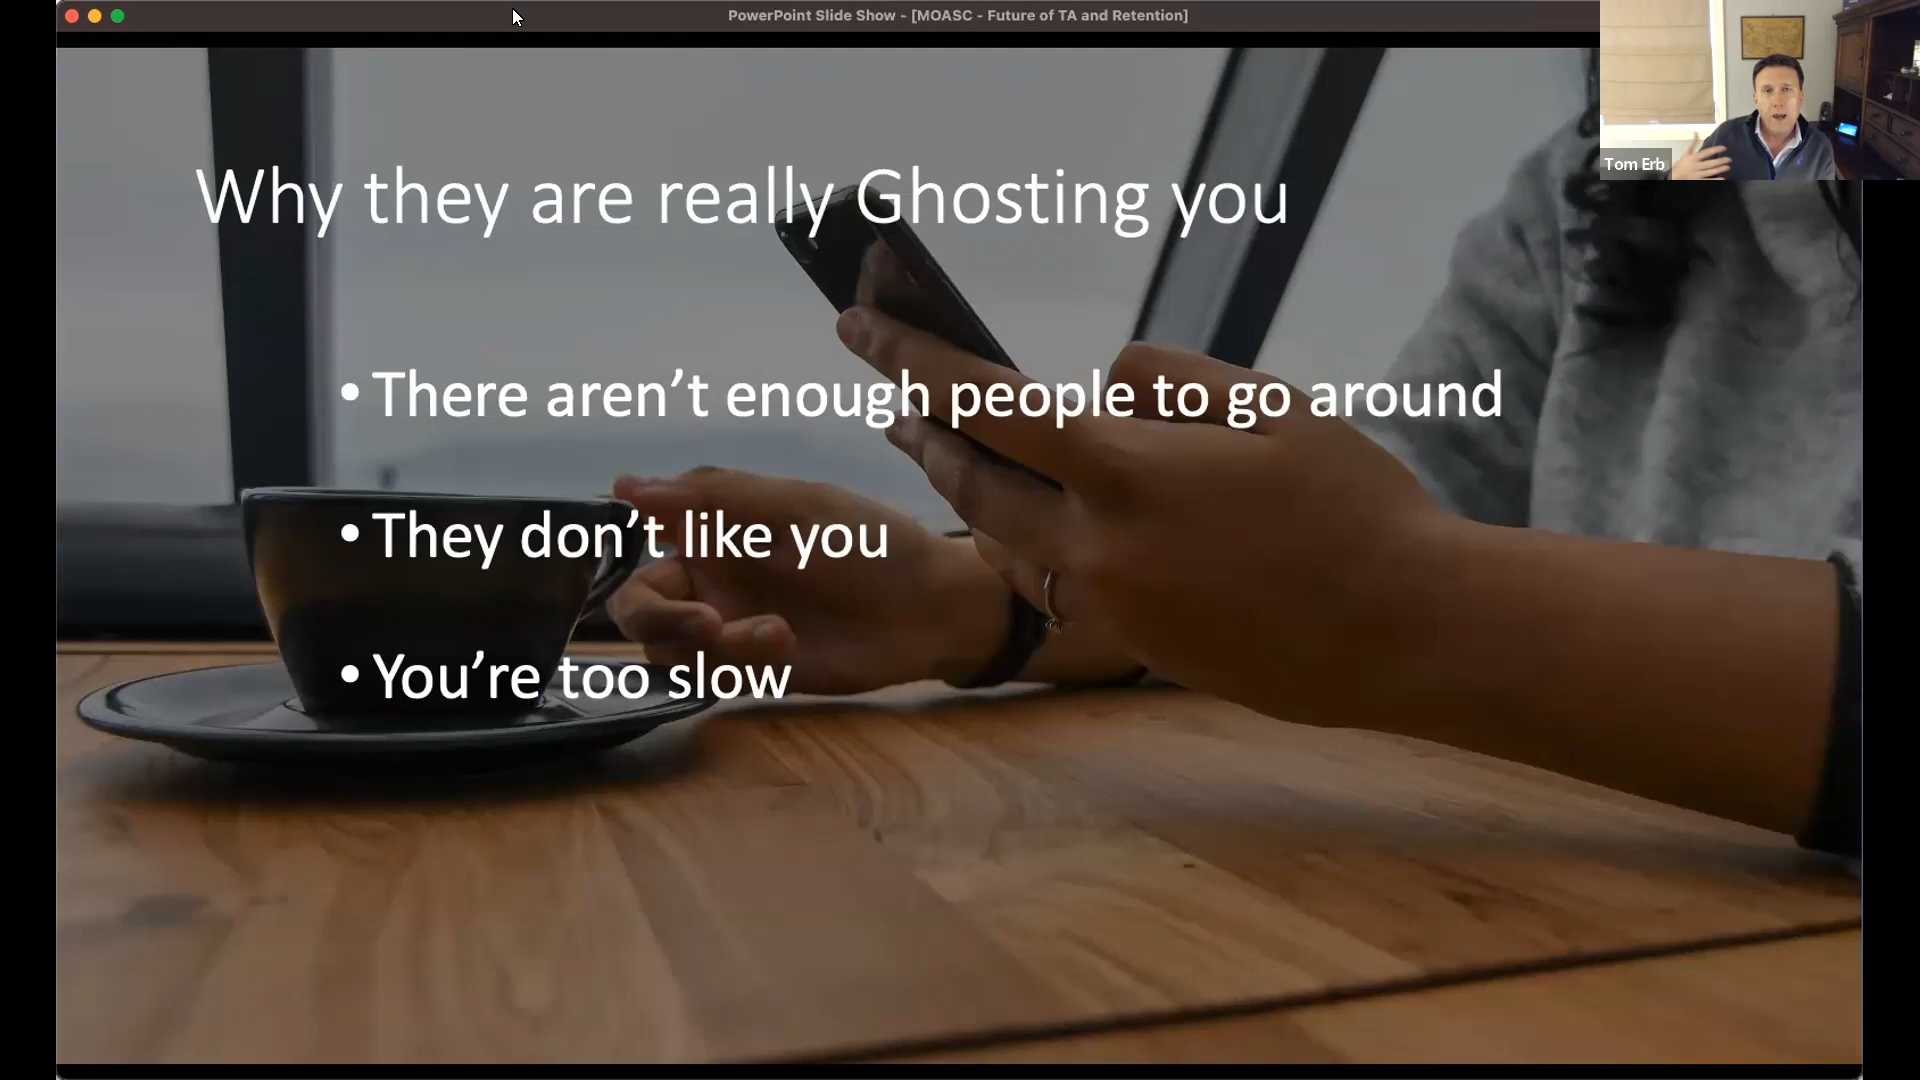 PowerPoint Slide Show - [MOASC - Future of TA and Retention]
Tom Erb
Why they are really Ghosting you
• There aren’t enough people to go around
• They don’t like you
• You’re too slow